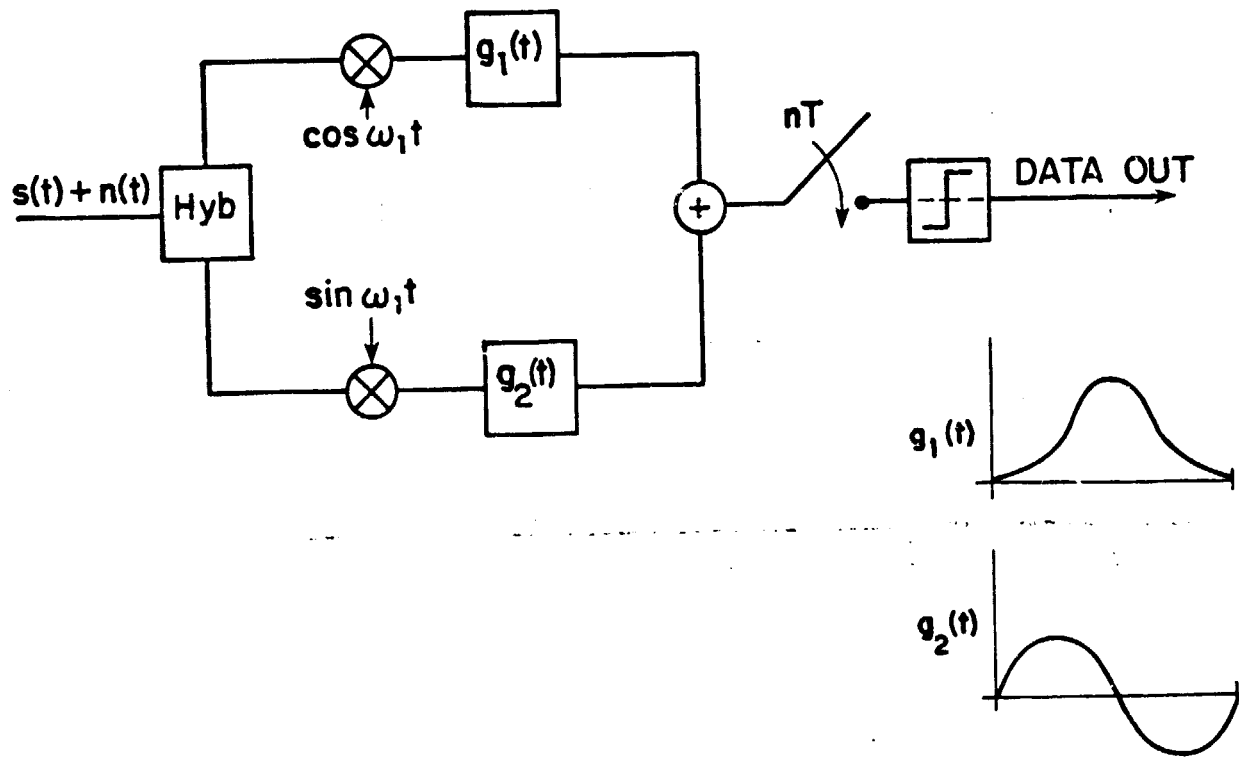 g₁(t)
nT
cos ω₁t
s(t) + n(t)
Hyb
+
DATA OUT
sin ω₁t
g₂(t)
g₁(t)
g₂(t)